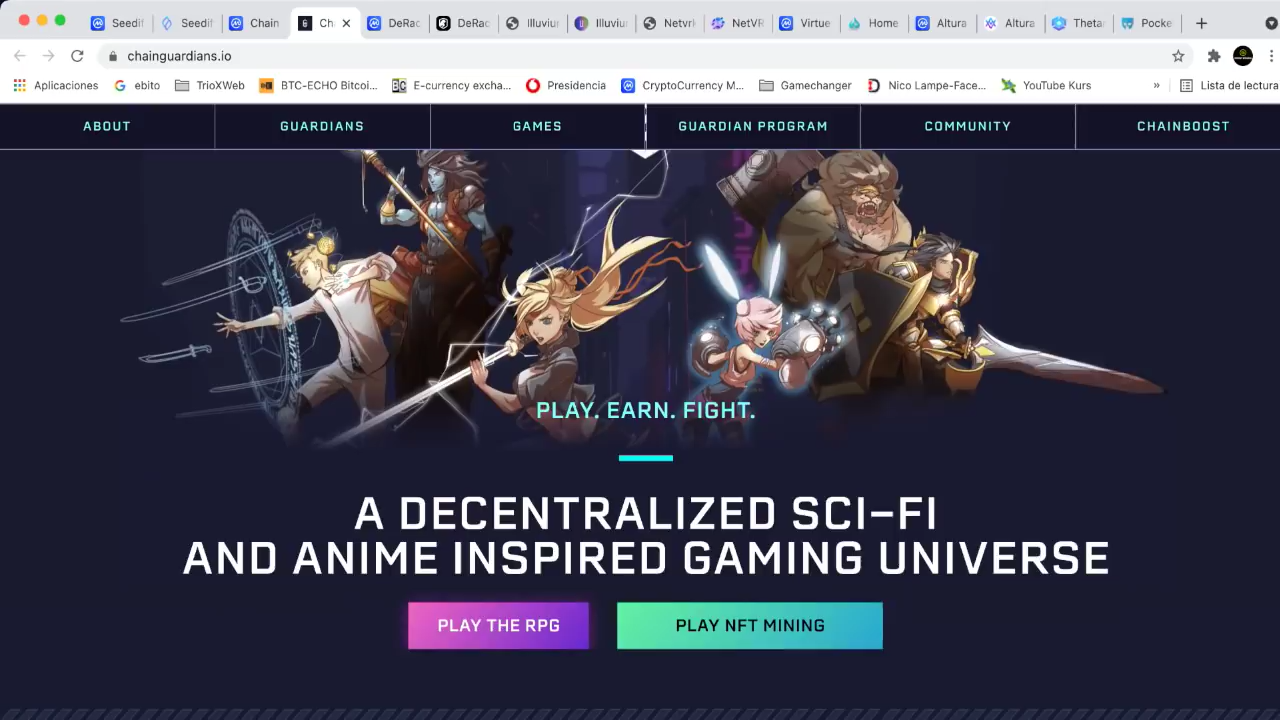 Seedif
Seedif
Chain
Ch
DeRac
DeRac
Illuviu
Illuviu
Netvrk
NetVR
Virtue
Home
Altura
Altura
Theta
Pocke
chainguardians.io
Aplicaciones
ebito
TrioXWeb
BTC-ECHO Bitcoi...
E-currency excha...
Presidencia
CryptoCurrency M...
Gamechanger
Nico Lampe-Face...
YouTube Kurs
»
Lista de lectura
ABOUT
GUARDIANS
GAMES
GUARDIAN PROGRAM
COMMUNITY
CHAINBOOST
PLAY. EARN. FIGHT.
A DECENTRALIZED SCI-FI
AND ANIME INSPIRED GAMING UNIVERSE
PLAY THE RPG
PLAY NFT MINING